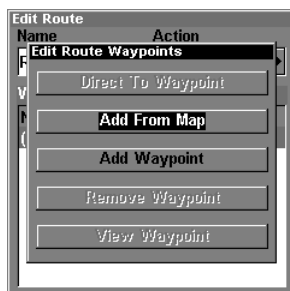 Edit Route
Name Action
Edit Route Waypoints
Direct To Waypoint
Add From Map
Add Waypoint
Remove Waypoint
View Waypoint